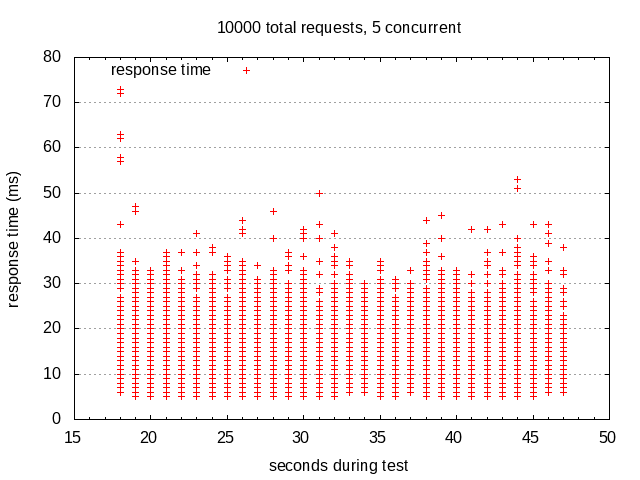 10000 total requests, 5 concurrent
response time
80
70
60
50
40
30
20
10
0
response time (ms)
15 20 25 30 35 40 45 50
seconds during test